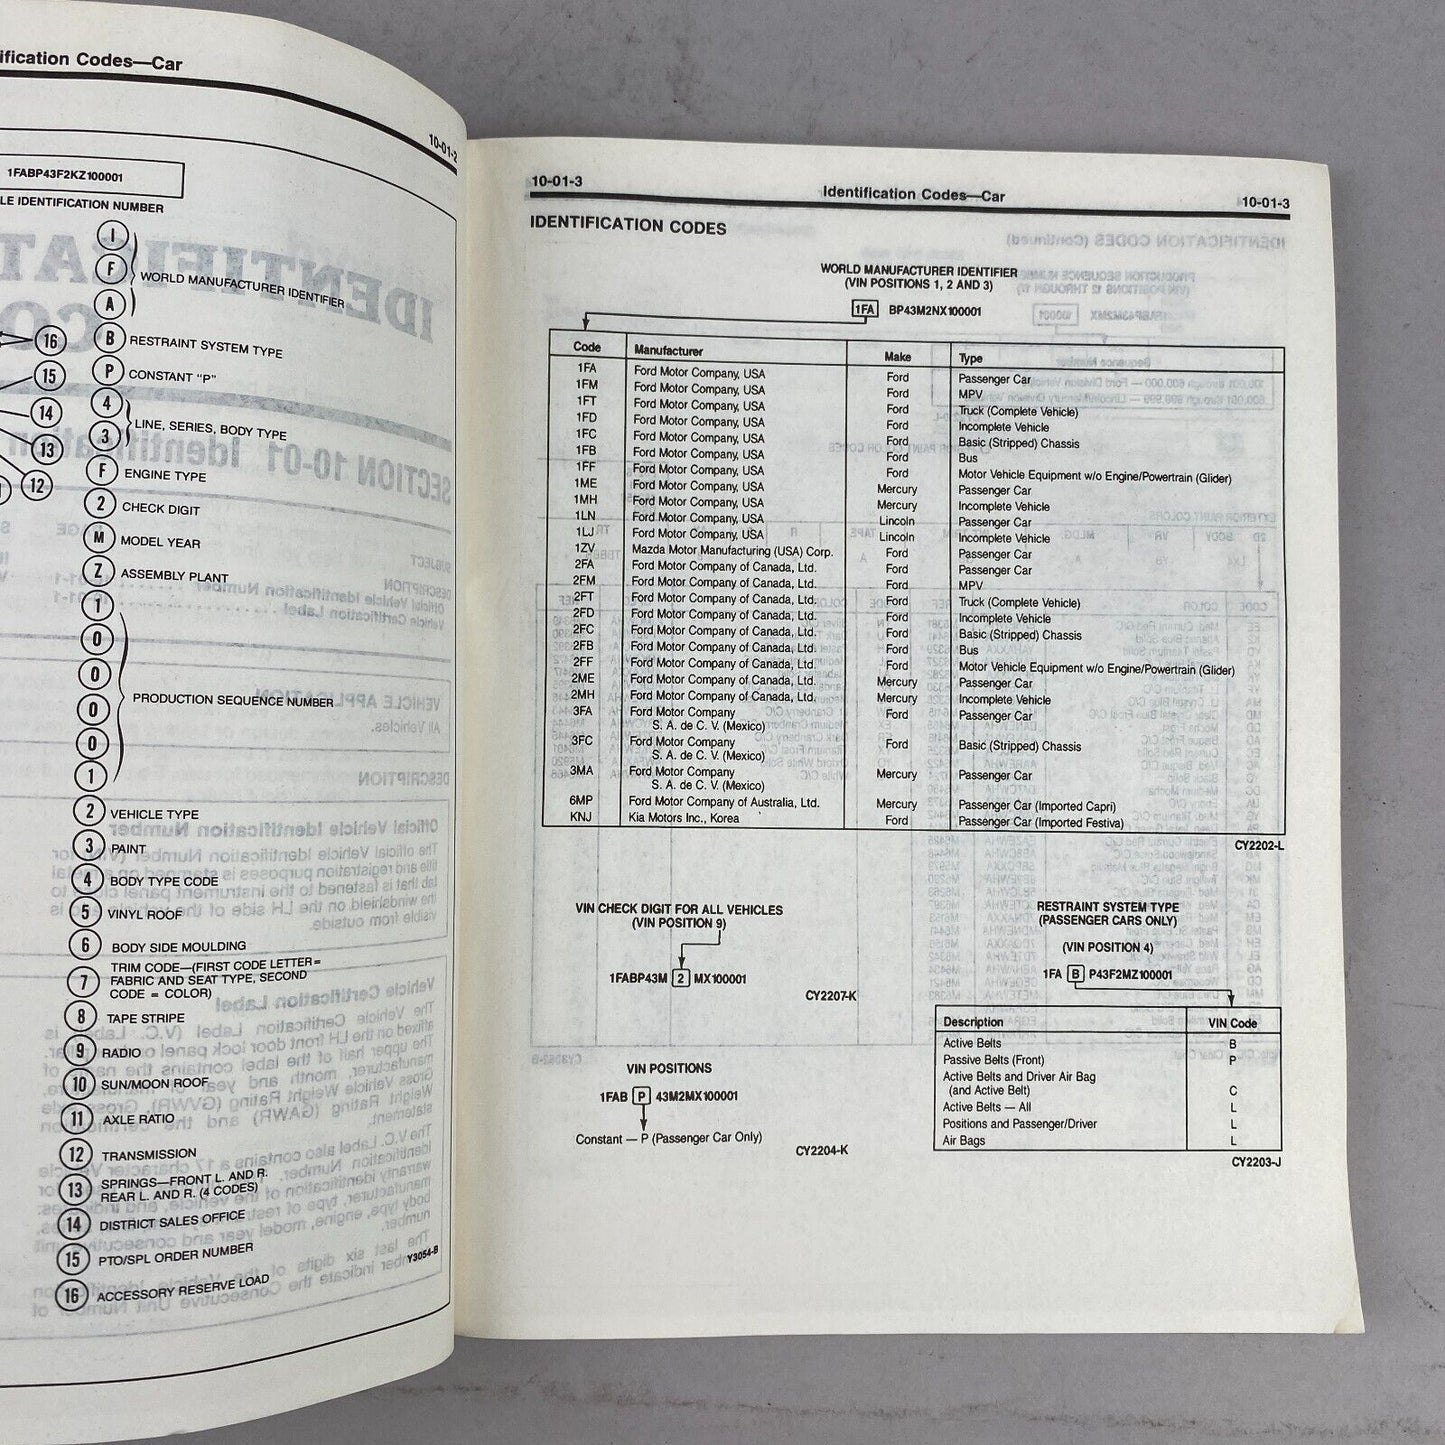 ification Codes—Car
10-01-2
1FABP43F2KZ100001
LE IDENTIFICATION NUMBER
I
F
WORLD MANUFACTURER IDENTIFIER
A
16
B RESTRAINT SYSTEM TYPE
15
P CONSTANT "P"
14
4
LINE, SERIES, BODY TYPE
13
3
12
F ENGINE TYPE
2 CHECK DIGIT
M MODEL YEAR
Z ASSEMBLY PLANT
1
0
0
PRODUCTION SEQUENCE NUMBER
0
0
1
2 VEHICLE TYPE
3 PAINT
4 BODY TYPE CODE
5 VINYL ROOF
6 BODY SIDE MOULDING
7 TRIM CODE—(FIRST CODE LETTER =
FABRIC AND SEAT TYPE, SECOND
CODE = COLOR)
8 TAPE STRIPE
9 RADIO
10 SUN/MOON ROOF
11 AXLE RATIO
12 TRANSMISSION
13 SPRINGS—FRONT L. AND R.
REAR L. AND R. (4 CODES)
14 DISTRICT SALES OFFICE
15 PTO/SPL ORDER NUMBER
16 ACCESSORY RESERVE LOAD
Y3054-B
10-01-3 Identification Codes—Car 10-01-3
IDENTIFICATION CODES
WORLD MANUFACTURER IDENTIFIER
(VIN POSITIONS 1, 2 AND 3)
1FA BP43M2NX100001
Code Manufacturer Make Type
1FA Ford Motor Company, USA Ford Passenger Car
1FM Ford Motor Company, USA Ford MPV
1FT Ford Motor Company, USA Ford Truck (Complete Vehicle)
1FD Ford Motor Company, USA Ford Incomplete Vehicle
1FC Ford Motor Company, USA Ford Basic (Stripped) Chassis
1FB Ford Motor Company, USA Ford Bus
1FF Ford Motor Company, USA Ford Motor Vehicle Equipment w/o Engine/Powertrain (Glider)
1ME Ford Motor Company, USA Mercury Passenger Car
1MH Ford Motor Company, USA Mercury Incomplete Vehicle
1LN Ford Motor Company, USA Lincoln Passenger Car
1LJ Ford Motor Company, USA Lincoln Incomplete Vehicle
1ZV Mazda Motor Manufacturing (USA) Corp. Ford Passenger Car
2FA Ford Motor Company of Canada, Ltd. Ford Passenger Car
2FM Ford Motor Company of Canada, Ltd. Ford MPV
2FT Ford Motor Company of Canada, Ltd. Ford Truck (Complete Vehicle)
2FD Ford Motor Company of Canada, Ltd. Ford Incomplete Vehicle
2FC Ford Motor Company of Canada, Ltd. Ford Basic (Stripped) Chassis
2FB Ford Motor Company of Canada, Ltd. Ford Bus
2FF Ford Motor Company of Canada, Ltd. Ford Motor Vehicle Equipment w/o Engine/Powertrain (Glider)
2ME Ford Motor Company of Canada, Ltd. Mercury Passenger Car
2MH Ford Motor Company of Canada, Ltd. Mercury Incomplete Vehicle
3FA Ford Motor Company Ford Passenger Car
S. A. de C. V. (Mexico)
3FC Ford Motor Company Ford Basic (Stripped) Chassis
S. A. de C. V. (Mexico)
3MA Ford Motor Company Mercury Passenger Car
S. A. de C. V. (Mexico)
6MP Ford Motor Company of Australia, Ltd. Mercury Passenger Car (Imported Capri)
KNJ Kia Motors Inc., Korea Ford Passenger Car (Imported Festiva)
CY2202-L
VIN CHECK DIGIT FOR ALL VEHICLES
(VIN POSITION 9)
1FABP43M 2 MX100001
CY2207-K
VIN POSITIONS
1FAB P 43M2MX100001
Constant — P (Passenger Car Only)
CY2204-K
RESTRAINT SYSTEM TYPE
(PASSENGER CARS ONLY)
(VIN POSITION 4)
1FA B P43F2MZ100001
Description VIN Code
Active Belts B
Passive Belts (Front) P
Active Belts and Driver Air Bag
(and Active Belt) C
Active Belts — All L
Positions and Passenger/Driver L
Air Bags L
CY2203-J